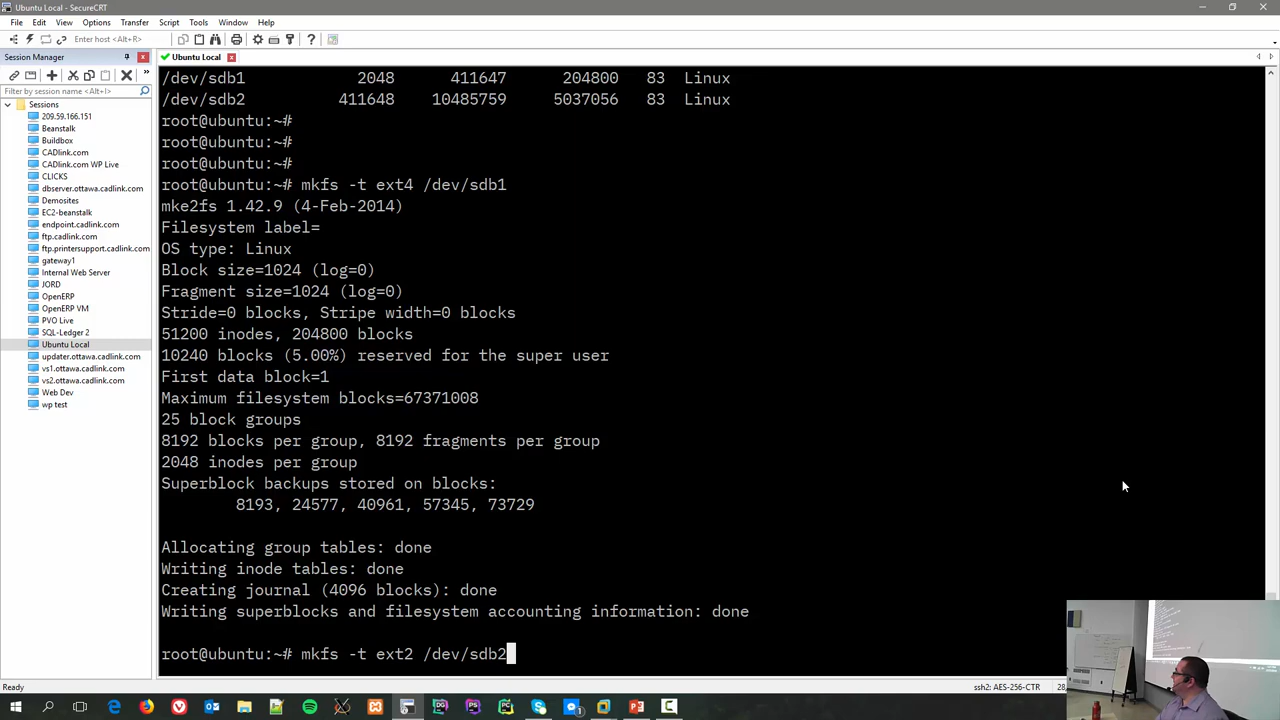 Ubuntu Local - SecureCRT
File Edit View Options Transfer Script Tools Window Help
Enter host <Alt+R>
Session Manager
Ubuntu Local
Filter by session name <Alt+I>
Sessions
209.59.166.151
Beanstalk
Buildbox
CADlink.com
CADlink.com WP Live
CLICKS
dbserver.ottawa.cadlink.com
Demosites
EC2-beanstalk
endpoint.cadlink.com
ftp.cadlink.com
ftp.printersupport.cadlink.com
gateway1
Internal Web Server
JORD
OpenERP
OpenERP VM
PVO Live
SQL-Ledger 2
Ubuntu Local
updater.ottawa.cadlink.com
vs1.ottawa.cadlink.com
vs2.ottawa.cadlink.com
Web Dev
wp test
/dev/sdb1 2048 411647 204800 83 Linux
/dev/sdb2 411648 10485759 5037056 83 Linux
root@ubuntu:~#
root@ubuntu:~#
root@ubuntu:~#
root@ubuntu:~# mkfs -t ext4 /dev/sdb1
mke2fs 1.42.9 (4-Feb-2014)
Filesystem label=
OS type: Linux
Block size=1024 (log=0)
Fragment size=1024 (log=0)
Stride=0 blocks, Stripe width=0 blocks
51200 inodes, 204800 blocks
10240 blocks (5.00%) reserved for the super user
First data block=1
Maximum filesystem blocks=67371008
25 block groups
8192 blocks per group, 8192 fragments per group
2048 inodes per group
Superblock backups stored on blocks:
8193, 24577, 40961, 57345, 73729
Allocating group tables: done
Writing inode tables: done
Creating journal (4096 blocks): done
Writing superblocks and filesystem accounting information: done
root@ubuntu:~# mkfs -t ext2 /dev/sdb2
Ready
ssh2: AES-256-CTR